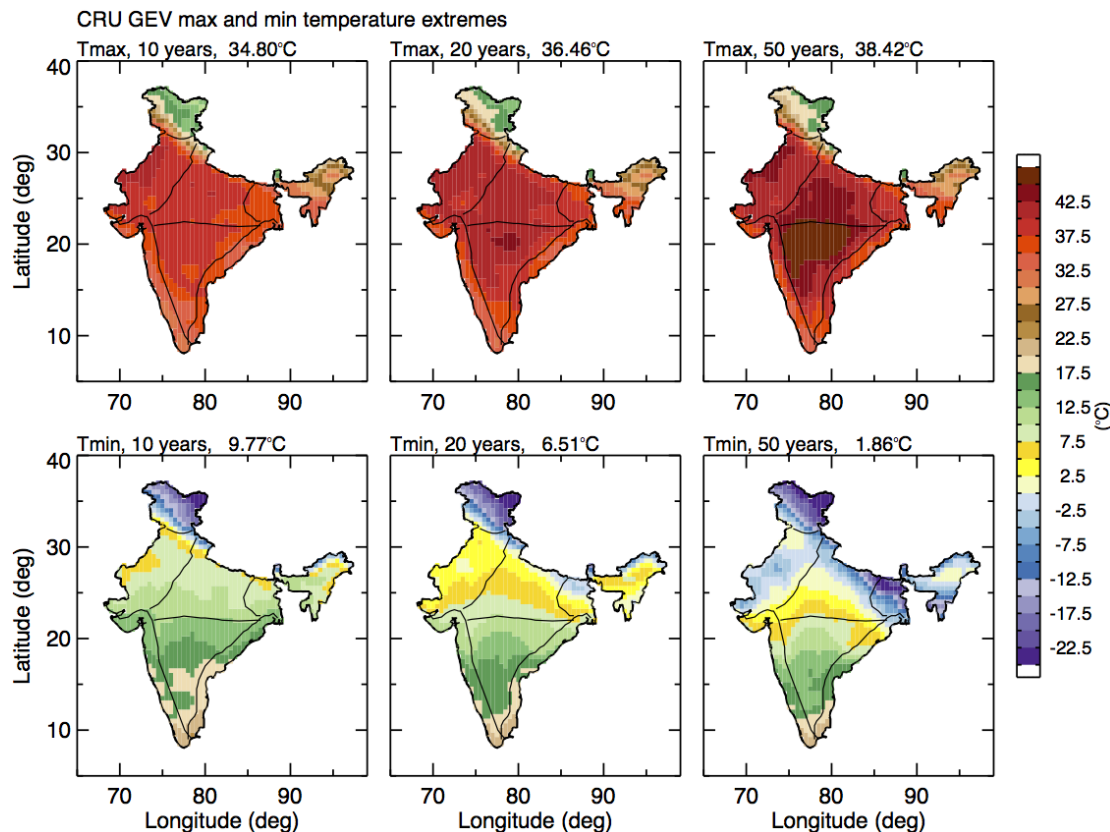 CRU GEV max and min temperature extremes
Tmax, 10 years, 34.80°C
Tmax, 20 years, 36.46°C
Tmax, 50 years, 38.42°C
40
30
20
10
Latitude (deg)
70 80 90
70 80 90
70 80 90
42.5
37.5
32.5
27.5
22.5
17.5
12.5
7.5
2.5
-2.5
-7.5
-12.5
-17.5
-22.5
(°C)
Tmin, 10 years, 9.77°C
Tmin, 20 years, 6.51°C
Tmin, 50 years, 1.86°C
40
30
20
10
Latitude (deg)
70 80 90
70 80 90
70 80 90
Longitude (deg)
Longitude (deg)
Longitude (deg)